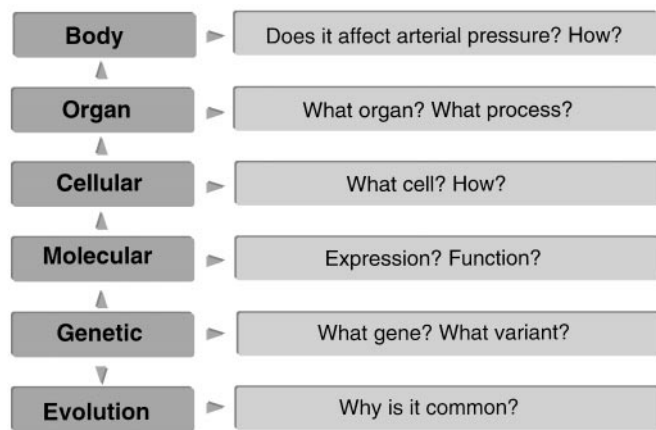 Body
Does it affect arterial pressure? How?
Organ
What organ? What process?
Cellular
What cell? How?
Molecular
Expression? Function?
Genetic
What gene? What variant?
Evolution
Why is it common?